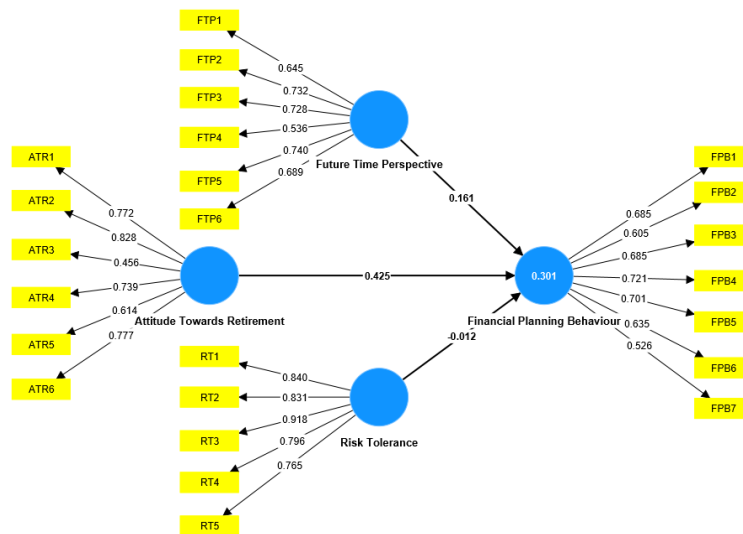 FTP1
FTP2
FTP3
FTP4
FTP5
FTP6
0.645
0.732
0.728
0.536
0.740
0.689
Future Time Perspective
0.161
ATR1
ATR2
ATR3
ATR4
ATR5
ATR6
0.772
0.828
0.456
0.739
0.614
0.777
Attitude Towards Retirement
0.425
RT1
RT2
RT3
RT4
RT5
0.840
0.831
0.918
0.796
0.765
Risk Tolerance
-0.012
0.301
Financial Planning Behaviour
0.685
0.605
0.685
0.721
0.701
0.635
0.526
FPB1
FPB2
FPB3
FPB4
FPB5
FPB6
FPB7